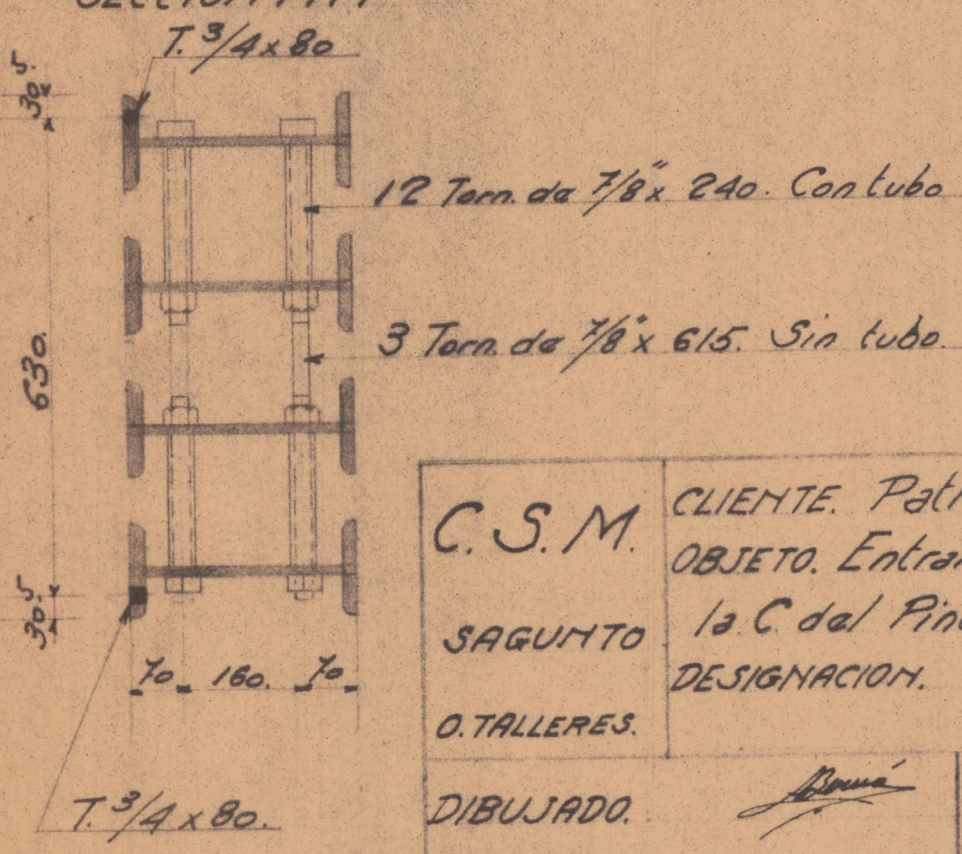 T. 3/4 x 80
30.5
12 Torn. de 7/8" x 240. Con tubo
3 Torn. de 7/8" x 615. Sin tubo.
630.
30.5
70 160. 70
T. 3/4 x 80.
C. S. M.
SAGUNTO
O. TALLERES.
CLIENTE.
OBJETO.
la C. del
DESIGNACION.
DIBUJADO.